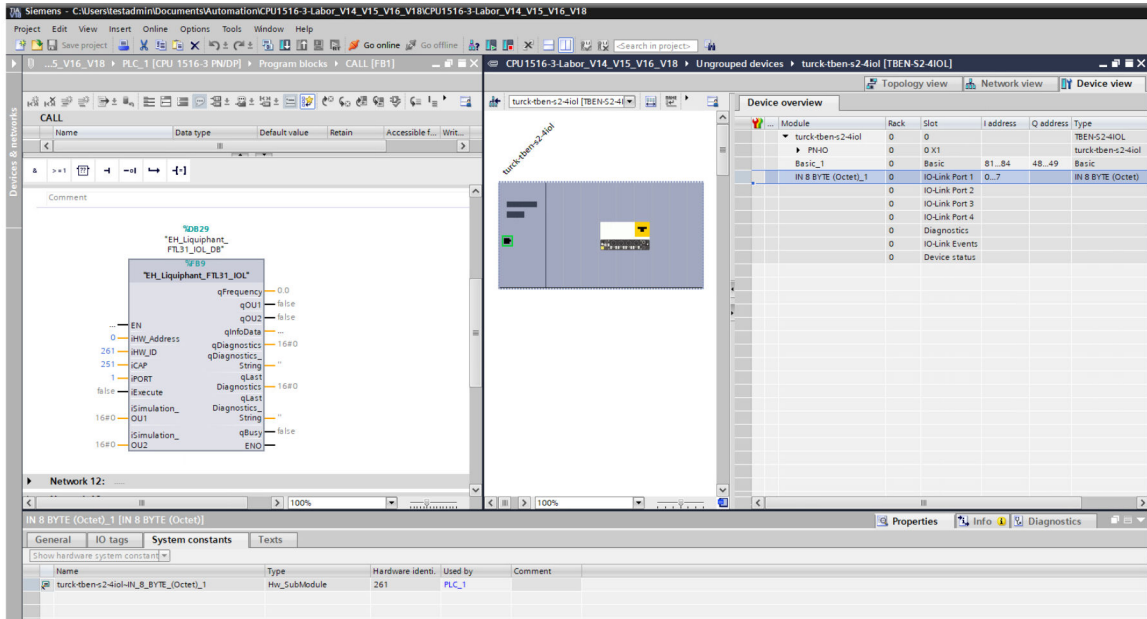 Siemens - C:\Users\testadmin\Documents\Automation\CPU1516-3-Labor_V14_V15_V16_V18\CPU1516-3-Labor_V14_V15_V16_V18
Project Edit View Insert Online Options Tools Window Help
Save project Go online Go offline <Search in project>
...5_V16_V18 PLC_1 [CPU 1516-3 PN/DP] Program blocks CALL [FB1]
CPU1516-3-Labor_V14_V15_V16_V18 Ungrouped devices turck-tben-s2-4iol [TBEN-S2-4IOL]
Topology view Network view Device view
Devices & networks
CALL
Name Data type Default value Retain Accessible f... Writ...
& >=1 ??
Comment
%DB29
"EH_Liquiphant_
FTL31_IOL_DB"
%FB9
"EH_Liquiphant_FTL31_IOL"
qFrequency 0.0
qOU1 false
qOU2 false
... EN
qInfoData ...
0 iHW_Address
qDiagnostics 16#0
261 iHW_ID
qDiagnostics_
String ''
251 iCAP
1 iPORT
qLast
Diagnostics 16#0
false iExecute
qLast
Diagnostics_
String ''
iSimulation_
16#0 OU1
qBusy false
iSimulation_
16#0 OU2
ENO
Network 12: ......
100%
turck-tben-s2-4iol [TBEN-S2-4I
turck-tben-s2-4iol
100%
Device overview
... Module Rack Slot I address Q address Type
turck-tben-s2-4iol 0 0 TBEN-S2-4IOL
PN-IO 0 0 X1 turck-tben-s2-4iol
Basic_1 0 Basic 81...84 48...49 Basic
IN 8 BYTE (Octet)_1 0 IO-Link Port 1 0...7 IN 8 BYTE (Octet)
0 IO-Link Port 2
0 IO-Link Port 3
0 IO-Link Port 4
0 Diagnostics
0 IO-Link Events
0 Device status
IN 8 BYTE (Octet)_1 [IN 8 BYTE (Octet)]
Properties Info Diagnostics
General IO tags System constants Texts
Show hardware system constant
Name Type Hardware identi. Used by Comment
turck-tben-s2-4iol~IN_8_BYTE_(Octet)_1 Hw_SubModule 261 PLC_1